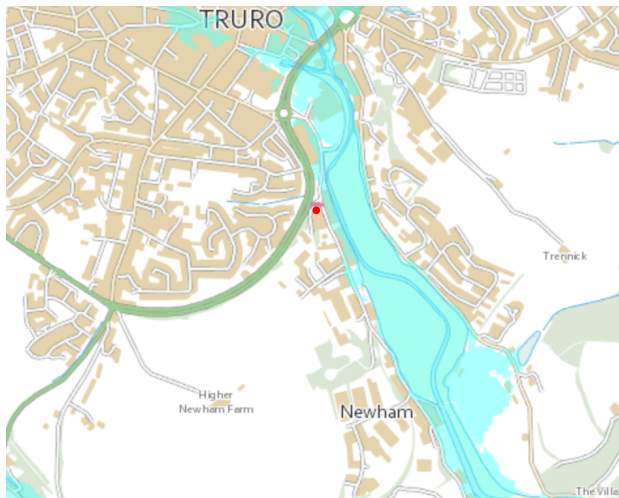 TRURO
Trennick
Higher
Newham Farm
Newham
The Villa